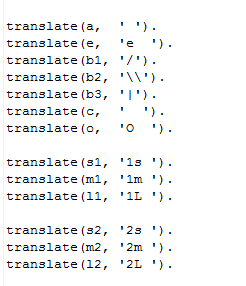 translate(a,  ' ').
translate(e,  'e  ').
translate(b1, '/').
translate(b2, '\\').
translate(b3, '|').
translate(c,  '   ').
translate(o,  'O  ').

translate(s1, '1s ').
translate(m1, '1m ').
translate(l1, '1L ').

translate(s2, '2s ').
translate(m2, '2m ').
translate(l2, '2L ').